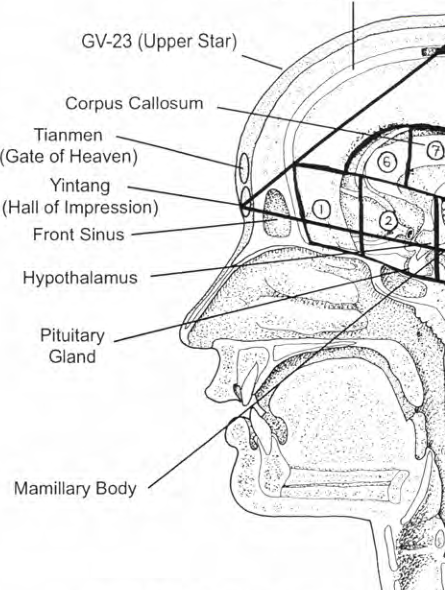 GV-23 (Upper Star)
Corpus Callosum
Tianmen
(Gate of Heaven)
Yintang
(Hall of Impression)
Front Sinus
Hypothalamus
Pituitary
Gland
Mamillary Body
6
7
1
2